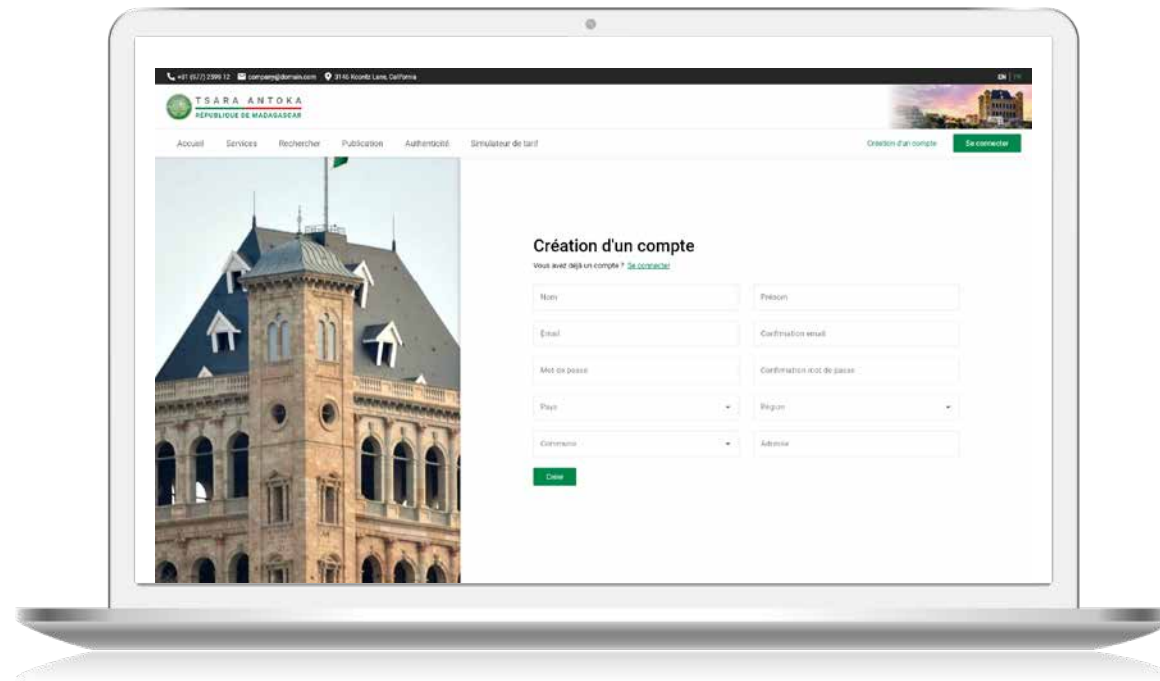 +01 (977) 2599 12 company@domain.com 3146 Koontz Lane, California
EN | FR
TSARA ANTOKA
RÉPUBLIQUE DE MADAGASCAR
Accueil Services Rechercher Publication Authenticité Simulateur de tarif Création d'un compte Se connecter
Création d'un compte
Vous avez déjà un compte ? Se connecter
Nom Prénom
Email Confirmation email
Mot de passe Confirmation mot de passe
Pays Région
Commune Adresse
Créer